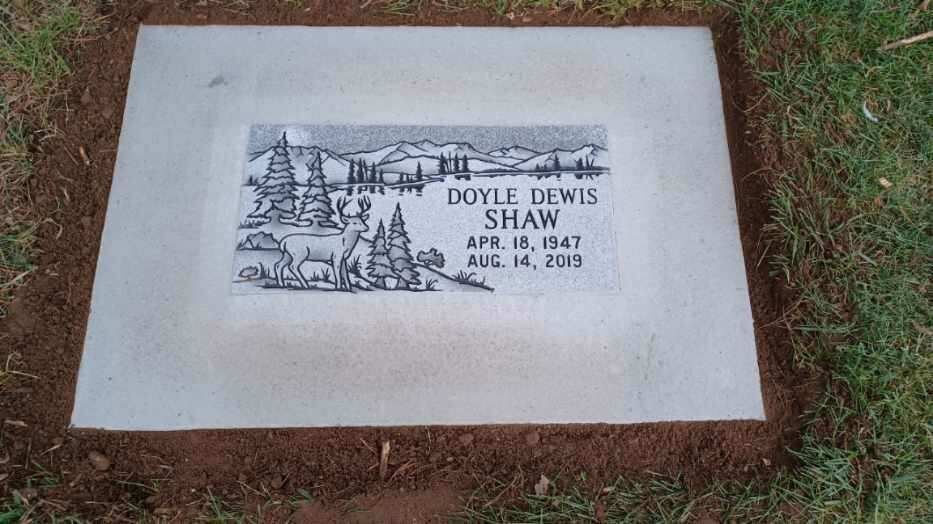 DOYLE DEWIS
SHAW
APR. 18, 1947
AUG. 14, 2019